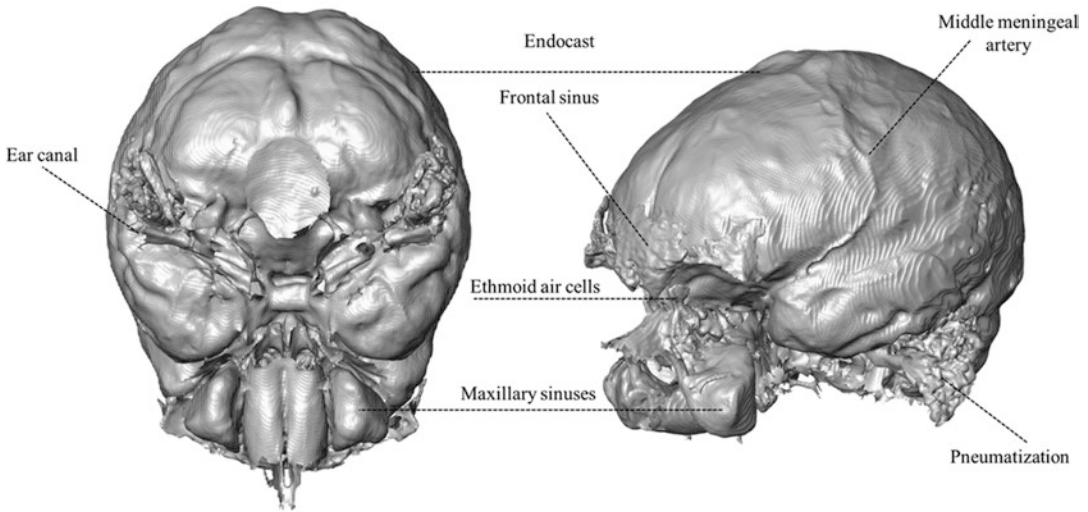 Middle meningeal
artery
Endocast
Frontal sinus
Ear canal
Ethmoid air cells
Maxillary sinuses
Pneumatization